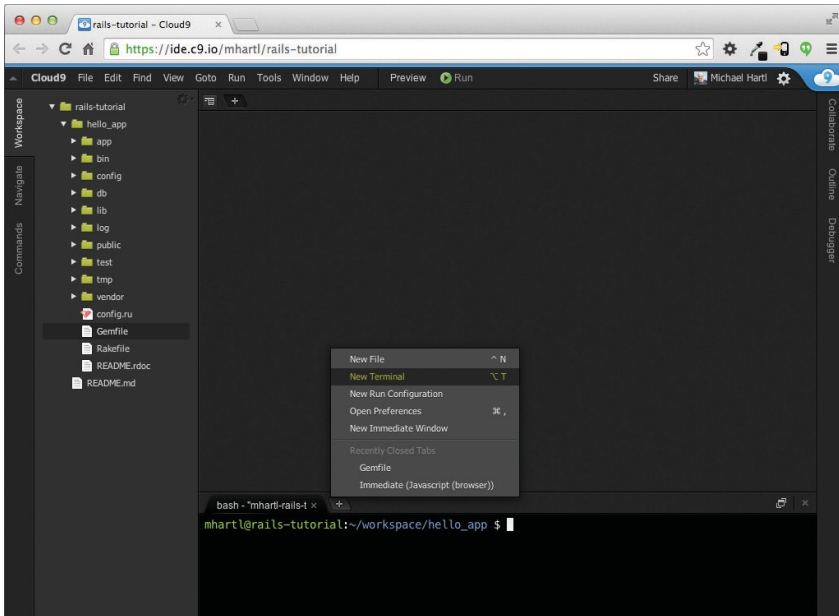 rails-tutorial - Cloud9
https://ide.c9.io/mhartl/rails-tutorial
Cloud9 File Edit Find View Goto Run Tools Window Help Preview Run Share Michael Hartl
Workspace
Navigate
Commands
rails-tutorial
hello_app
app
bin
config
db
lib
log
public
test
tmp
vendor
config.ru
Gemfile
Rakefile
README.rdoc
README.md
New File ^ N
New Terminal ⌥ T
New Run Configuration
Open Preferences ⌘ ,
New Immediate Window
Recently Closed Tabs
Gemfile
Immediate (Javascript (browser))
bash - "mhartl-rails-t
mhartl@rails-tutorial:~/workspace/hello_app $
Collaborate
Outline
Debugger